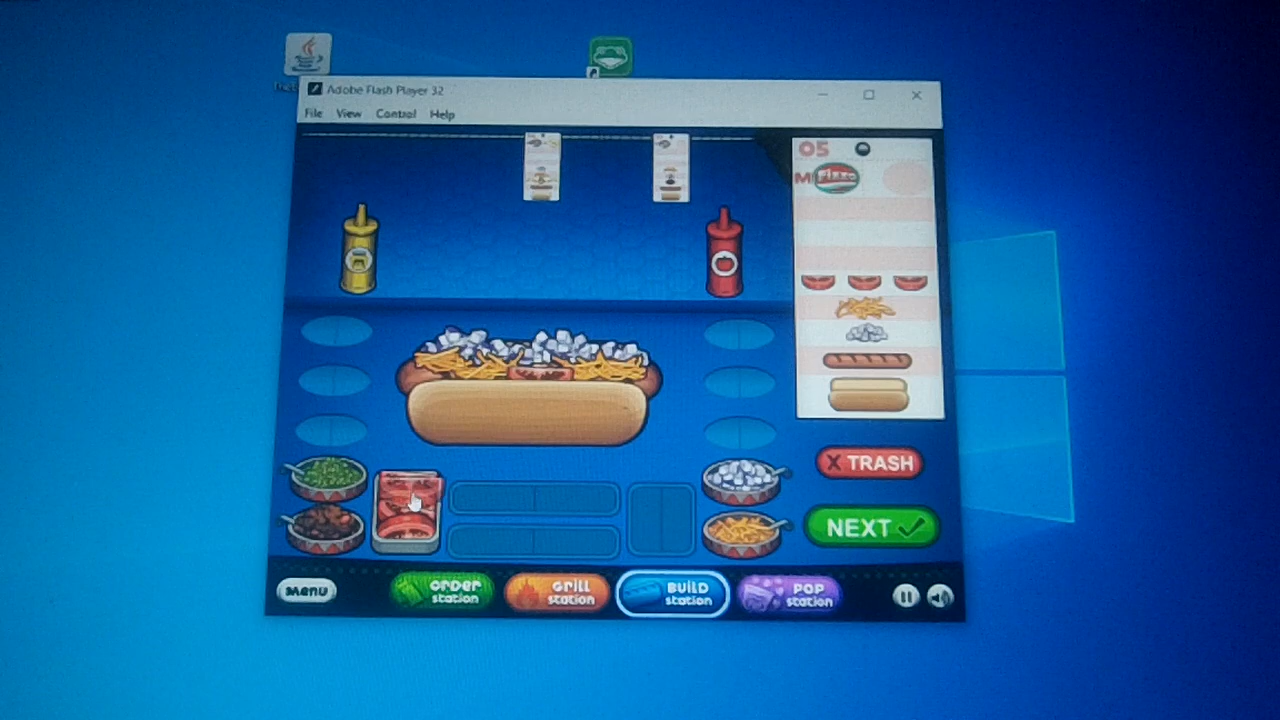 Adobe Flash Player 32
File View Control Help
05
M Fizzo
X TRASH
NEXT
MENU
ORDER
station
GRILL
station
BUILD
station
POP
station